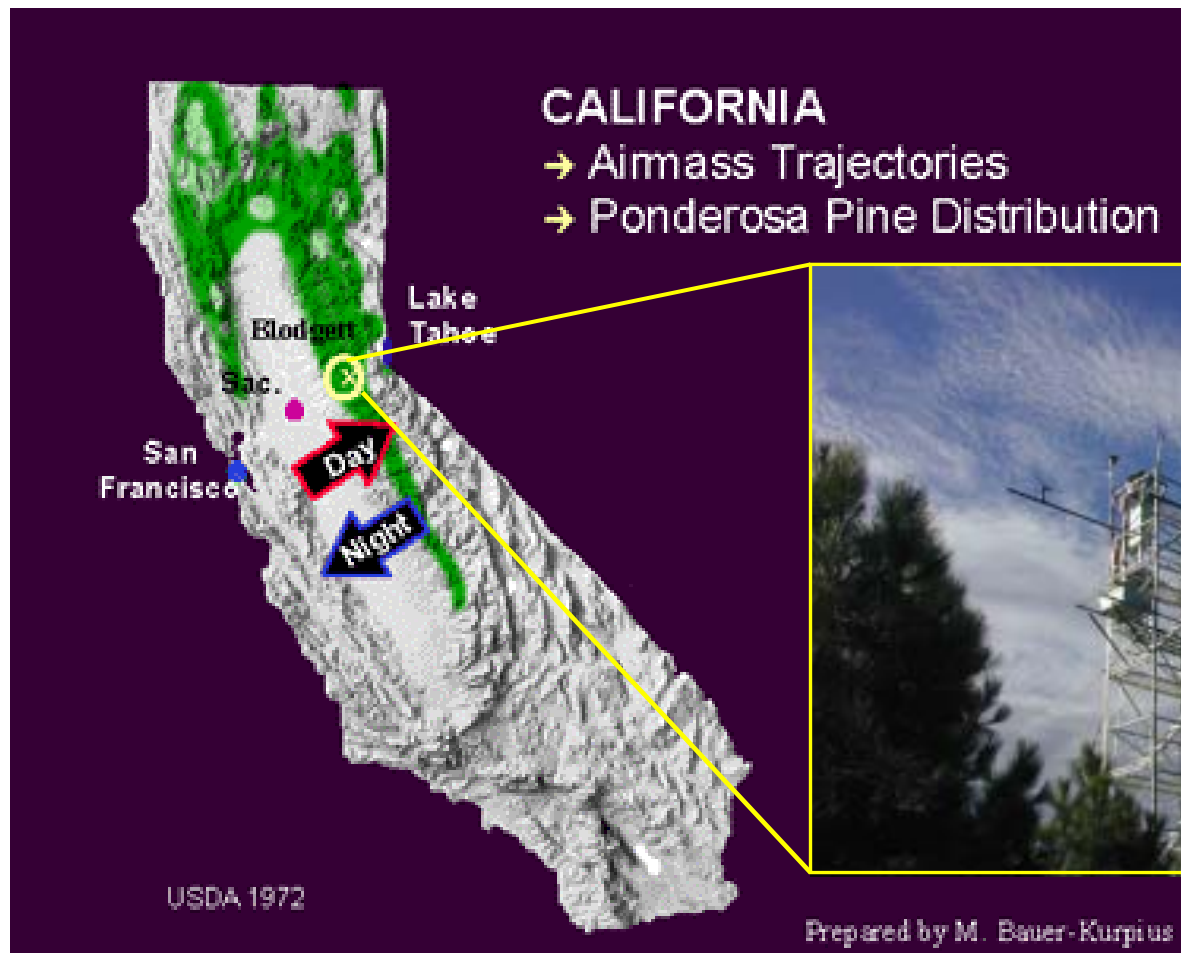 CALIFORNIA
→ Airmass Trajectories
→ Ponderosa Pine Distribution
Lake
Tahoe
Blodgett
Sac.
San
Francisco
Day
Night
x
USDA 1972
Prepared by M. Bauer-Kurpius